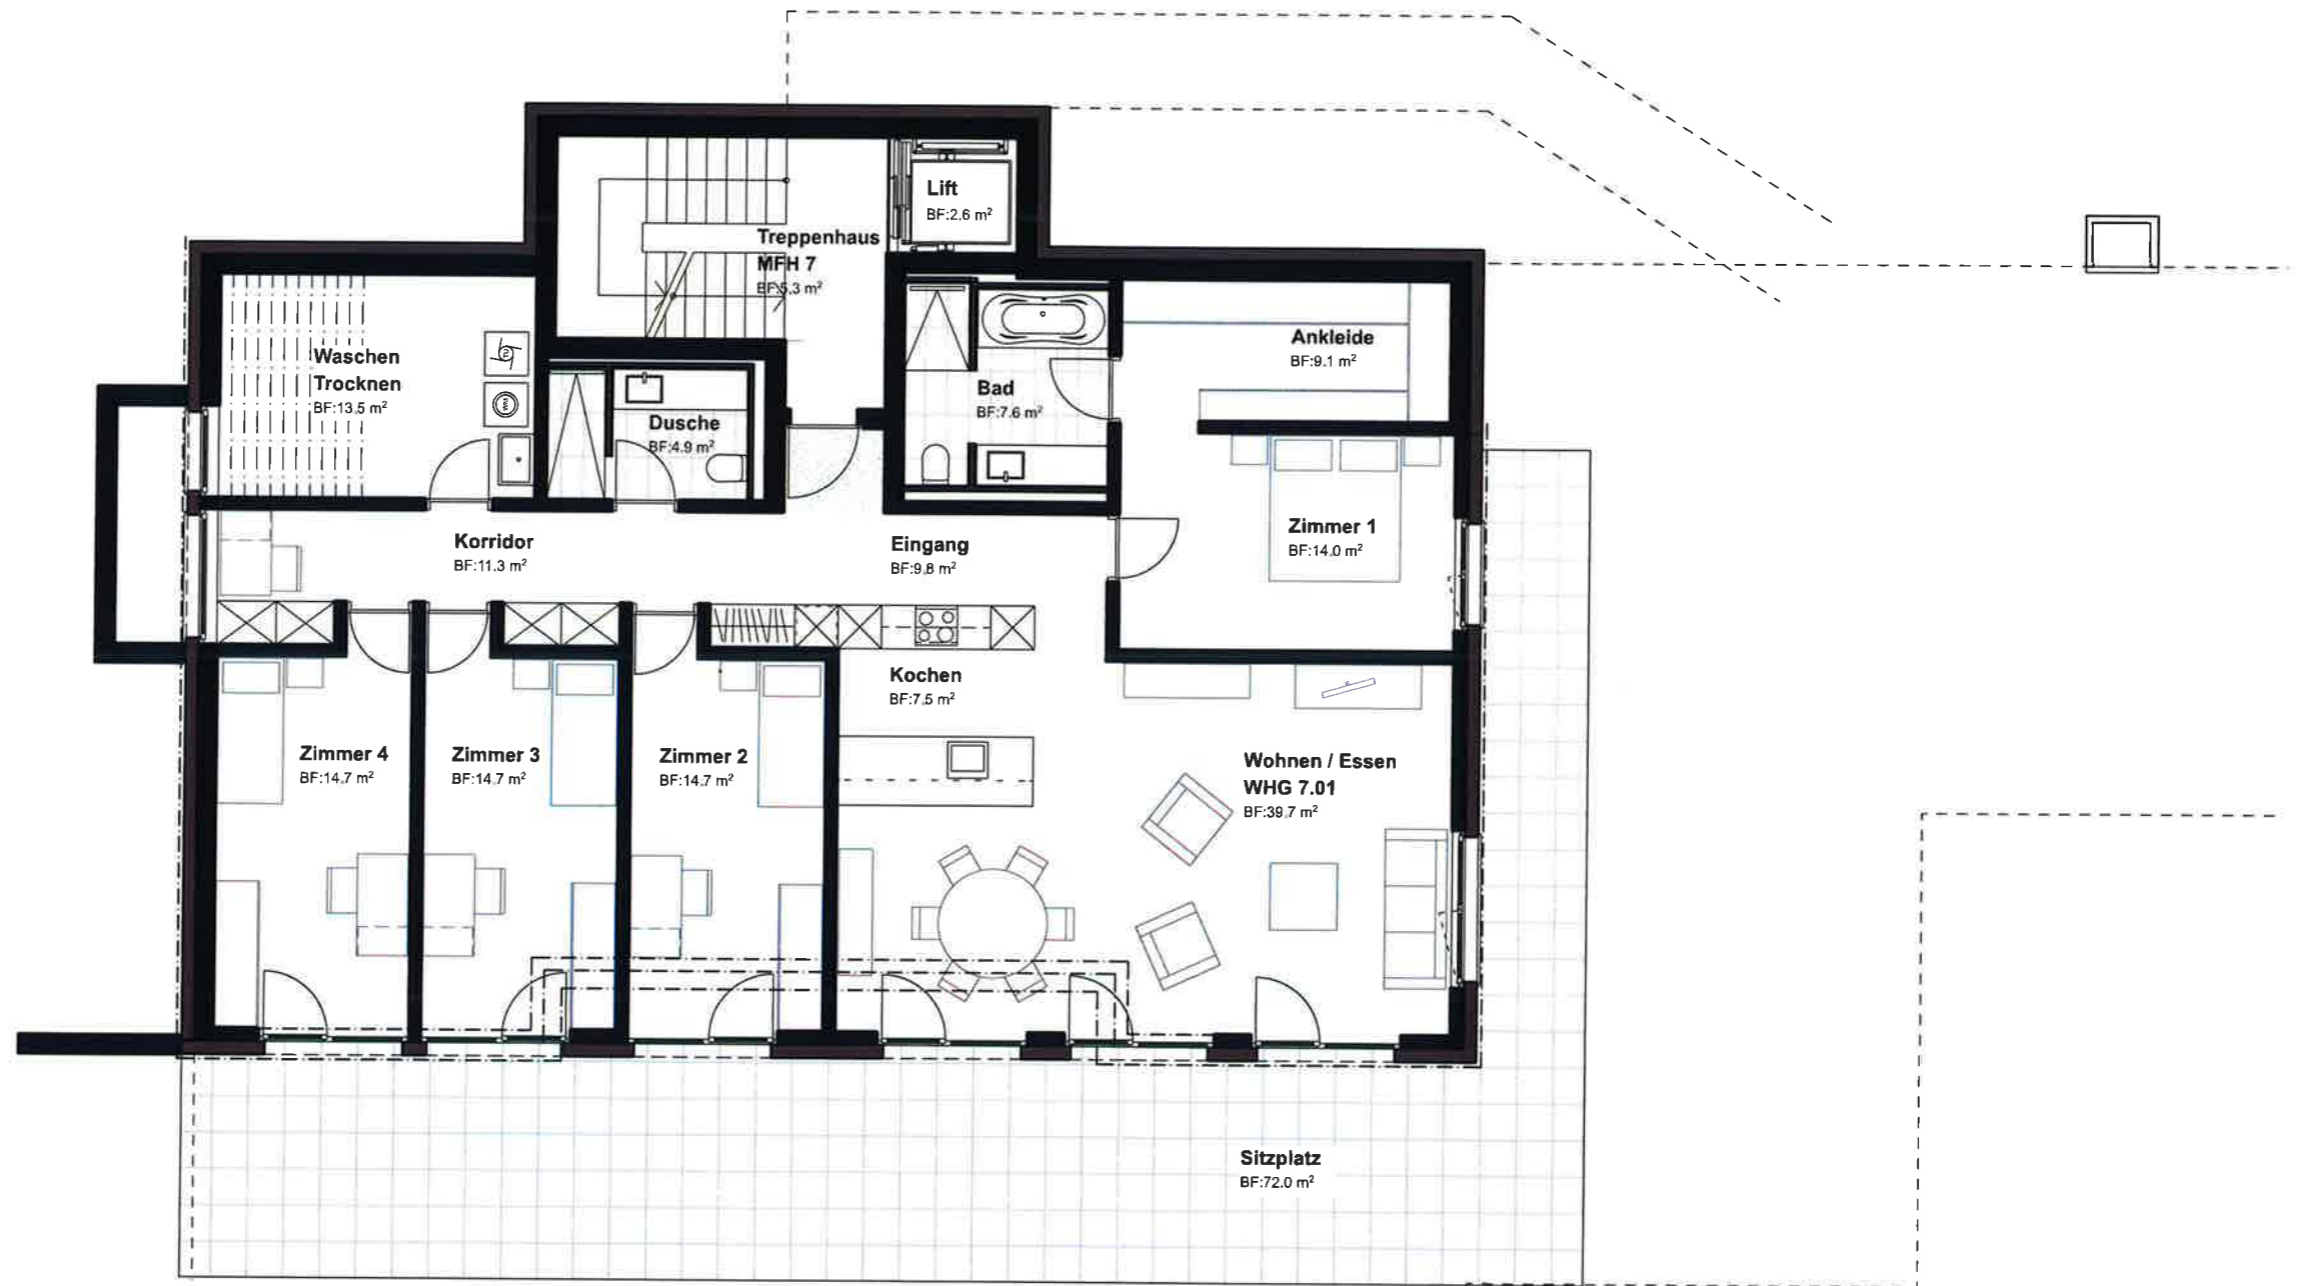 Lift
BF:2.6 m²
Treppenhaus
MFH 7
BF:5.3 m²
Waschen
Trocknen
BF:13.5 m²
Ankleide
BF:9.1 m²
Bad
BF:7.6 m²
Dusche
BF:4.9 m²
Zimmer 1
BF:14.0 m²
Korridor
BF:11.3 m²
Eingang
BF:9.8 m²
Kochen
BF:7.5 m²
Zimmer 4
BF:14.7 m²
Zimmer 3
BF:14.7 m²
Zimmer 2
BF:14.7 m²
Wohnen / Essen
WHG 7.01
BF:39.7 m²
Sitzplatz
BF:72.0 m²